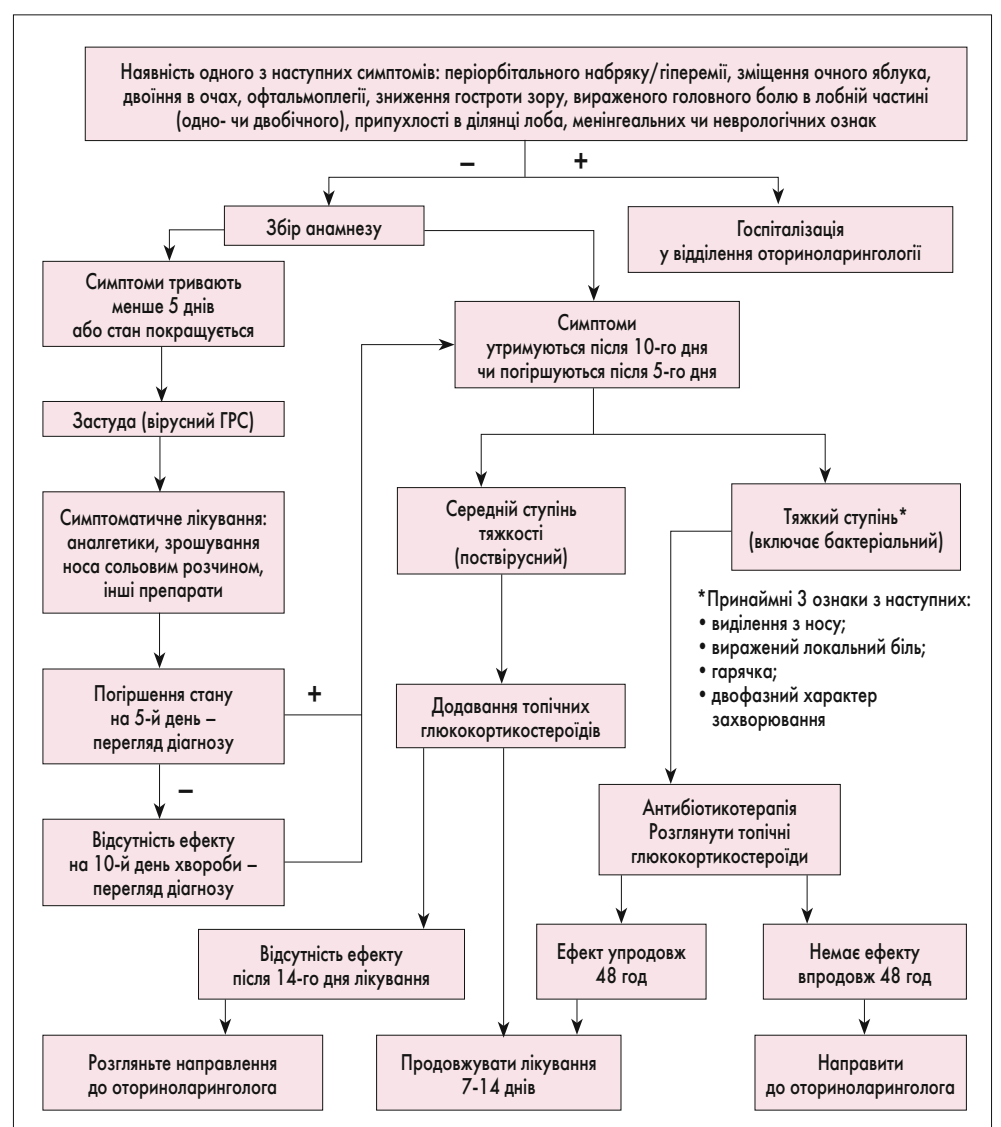 Наявність одного з наступних симптомів: періорбітального набряку/гіперемії, зміщення очного яблука,
двоїння в очах, офтальмоплегії, зниження гостроти зору, вираженого головного болю в лобній частині
(одно- чи двобічного), припухлості в ділянці лоба, менінгеальних чи неврологічних ознак
– +
Збір анамнезу
Госпіталізація
у відділення оториноларингології
Симптоми тривають
менше 5 днів
або стан покращується
Симптоми
утримуються після 10-го дня
чи погіршуються після 5-го дня
Застуда (вірусний ГРС)
Симптоматичне лікування:
аналгетики, зрошування
носа сольовим розчином,
інші препарати
Середній ступінь
тяжкості
(поствірусний)
Тяжкий ступінь*
(включає бактеріальний)
*Принаймні 3 ознаки з наступних:
• виділення з носу;
• виражений локальний біль;
• гарячка;
• двофазний характер
захворювання
Погіршення стану
на 5-й день –
перегляд діагнозу
+
–
Додавання топічних
глюкокортикостероїдів
Відсутність ефекту
на 10-й день хвороби –
перегляд діагнозу
Антибіотикотерапія
Розглянути топічні
глюкокортикостероїди
Відсутність ефекту
після 14-го дня лікування
Ефект упродовж
48 год
Немає ефекту
впродовж 48 год
Розгляньте направлення
до оториноларинголога
Продовжувати лікування
7-14 днів
Направити
до оториноларинголога